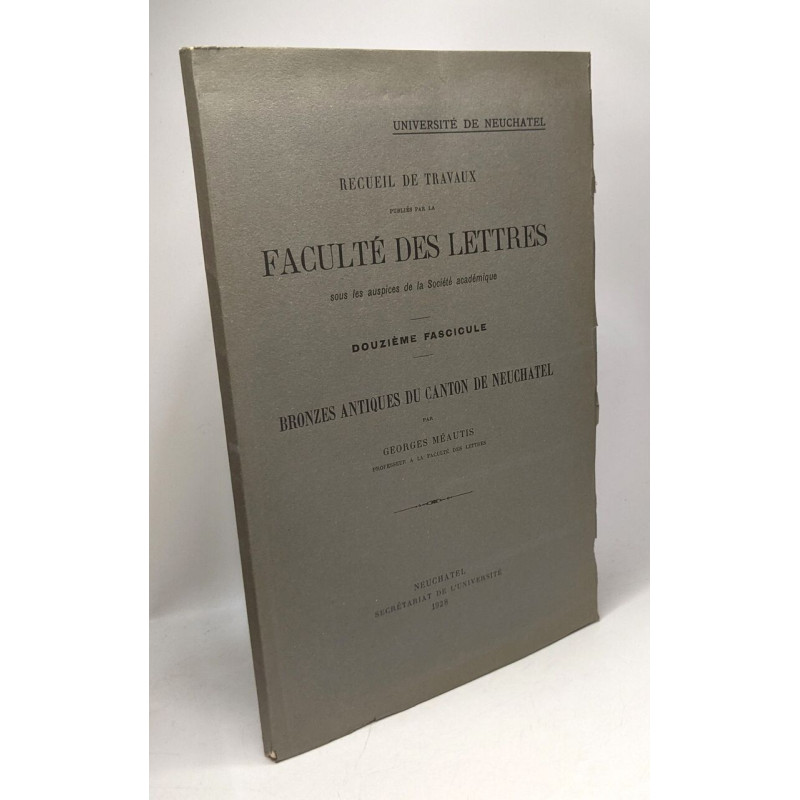 UNIVERSITÉ DE NEUCHATEL
RECUEIL DE TRAVAUX
PUBLIÉS PAR LA
FACULTÉ DES LETTRES
sous les auspices de la Société académique
DOUZIÈME FASCICULE
BRONZES ANTIQUES DU CANTON DE NEUCHATEL
PAR
GEORGES MÉAUTIS
PROFESSEUR A LA FACULTÉ DES LETTRES
NEUCHATEL
SECRÉTARIAT DE L'UNIVERSITÉ
1928